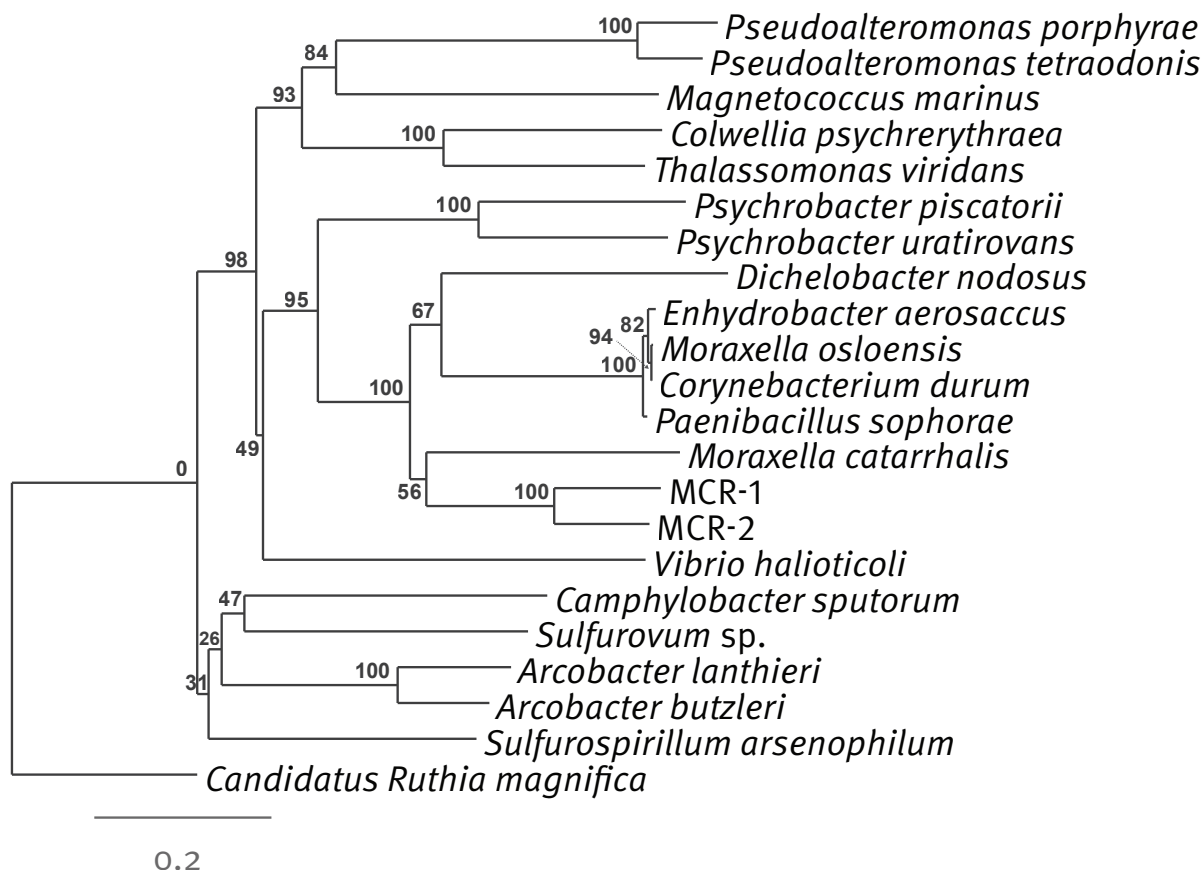 100
Pseudoalteromonas porphyrae
Pseudoalteromonas tetraodonis
84
Magnetococcus marinus
93
100
Colwellia psychrerythraea
Thalassomonas viridans
100
Psychrobacter piscatorii
Psychrobacter uratirovans
98
Dichelobacter nodosus
95
67
Enhydrobacter aerosaccus
82
94
Moraxella osloensis
100
Corynebacterium durum
100
Paenibacillus sophorae
49
Moraxella catarrhalis
0
56
100
MCR-1
MCR-2
Vibrio halioticoli
47
Camphylobacter sputorum
26
Sulfurovum sp.
31
100
Arcobacter lanthieri
Arcobacter butzleri
Sulfurospirillum arsenophilum
Candidatus Ruthia magnifica
0.2